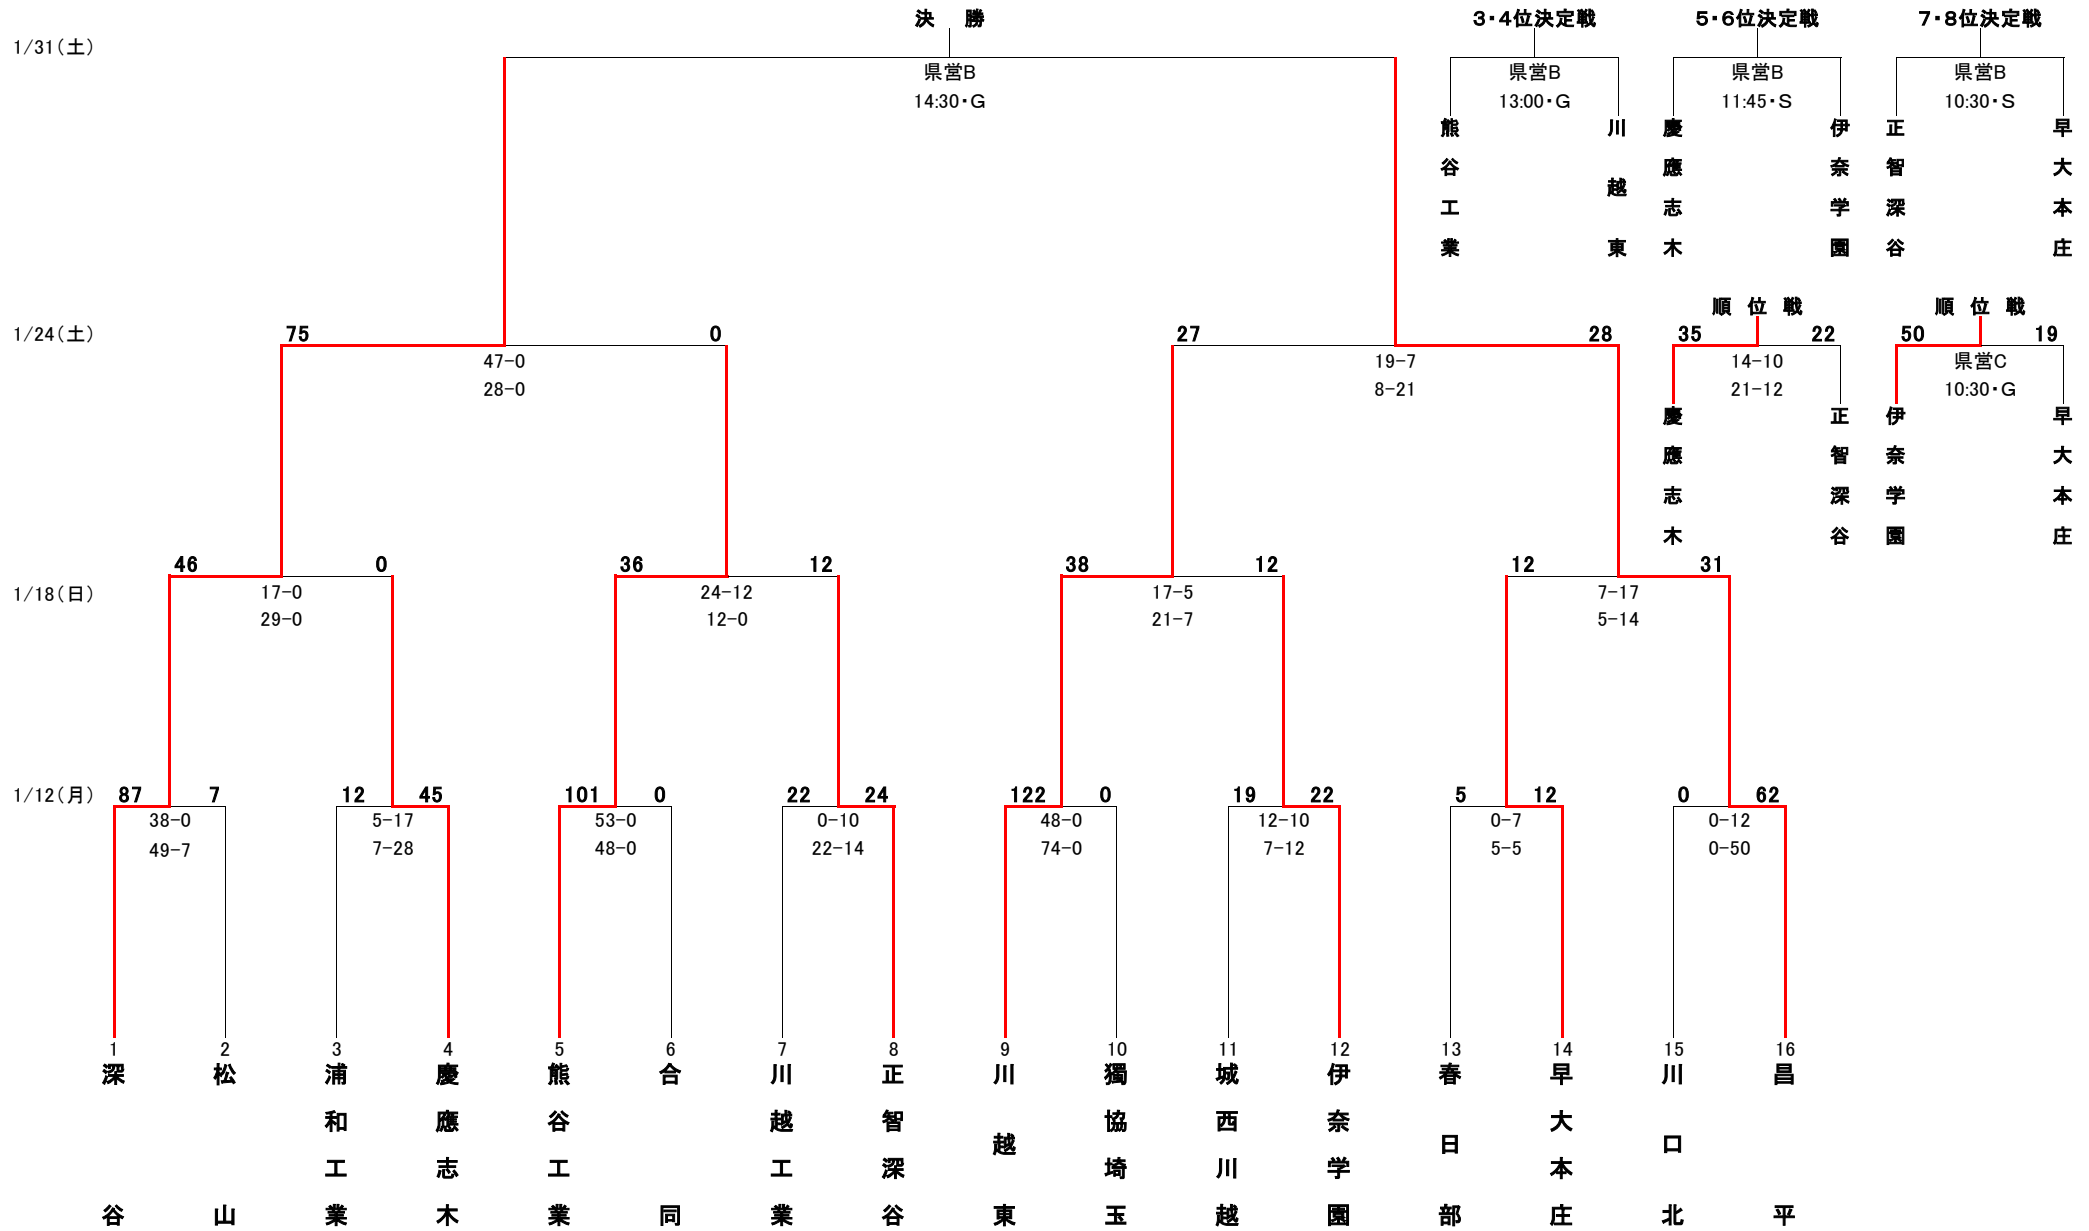 決 勝 3・4位決定戦 5・6位決定戦 7・8位決定戦
1/31(土)
県営B 県営B 県営B 県営B
14:30・G 13:00・G 11:45・S 10:30・S
熊谷工業 川越東 慶應志木 伊奈学園 正智深谷 早大本庄
順 位 戦 順 位 戦
1/24(土) 75 0 27 28 35 22 50 19
47-0 19-7 14-10 県営C
28-0 8-21 21-12 10:30・G
慶應志木 正智深谷 伊奈学園 早大本庄
46 0 36 12 38 12 12 31
1/18(日) 17-0 24-12 17-5 7-17
29-0 12-0 21-7 5-14
1/12(月) 87 7 12 45 101 0 22 24 122 0 19 22 5 12 0 62
38-0 5-17 53-0 0-10 48-0 12-10 0-7 0-12
49-7 7-28 48-0 22-14 74-0 7-12 5-5 0-50
1 2 3 4 5 6 7 8 9 10 11 12 13 14 15 16
深谷 松山 浦和工業 慶應志木 熊谷工業 合同 川越工業 正智深谷 川越東 獨協埼玉 城西川越 伊奈学園 春日部 早大本庄 川口北 昌平